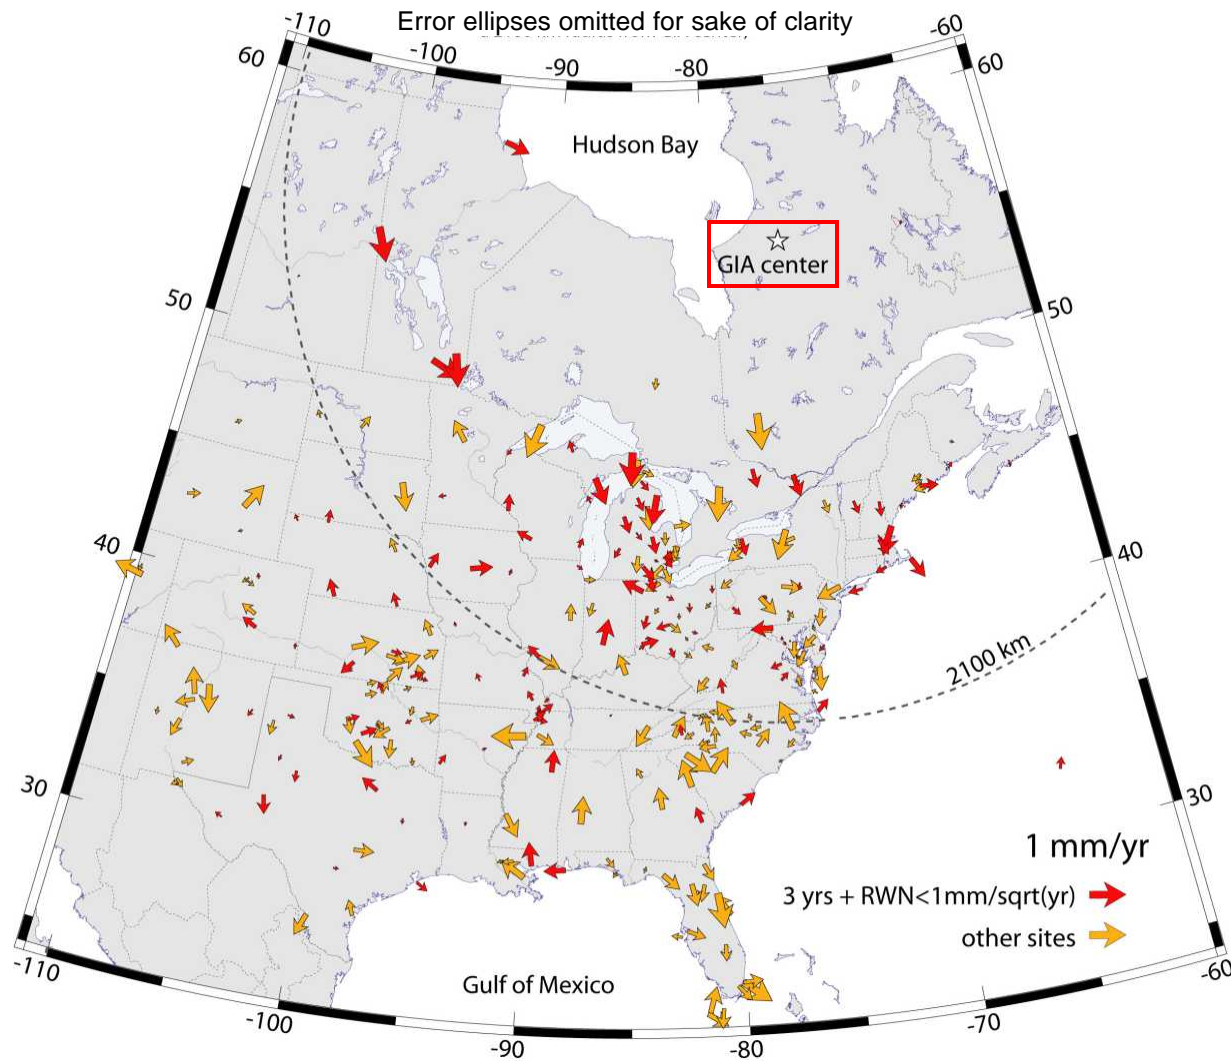 Error ellipses omitted for sake of clarity
-110
-100
-90
-80
-60
60
60
Hudson Bay
GIA center
50
50
40
40
2100 km
30
30
1 mm/yr
3 yrs + RWN<1mm/sqrt(yr)
other sites
Gulf of Mexico
-110
-100
-90
-80
-70
-60